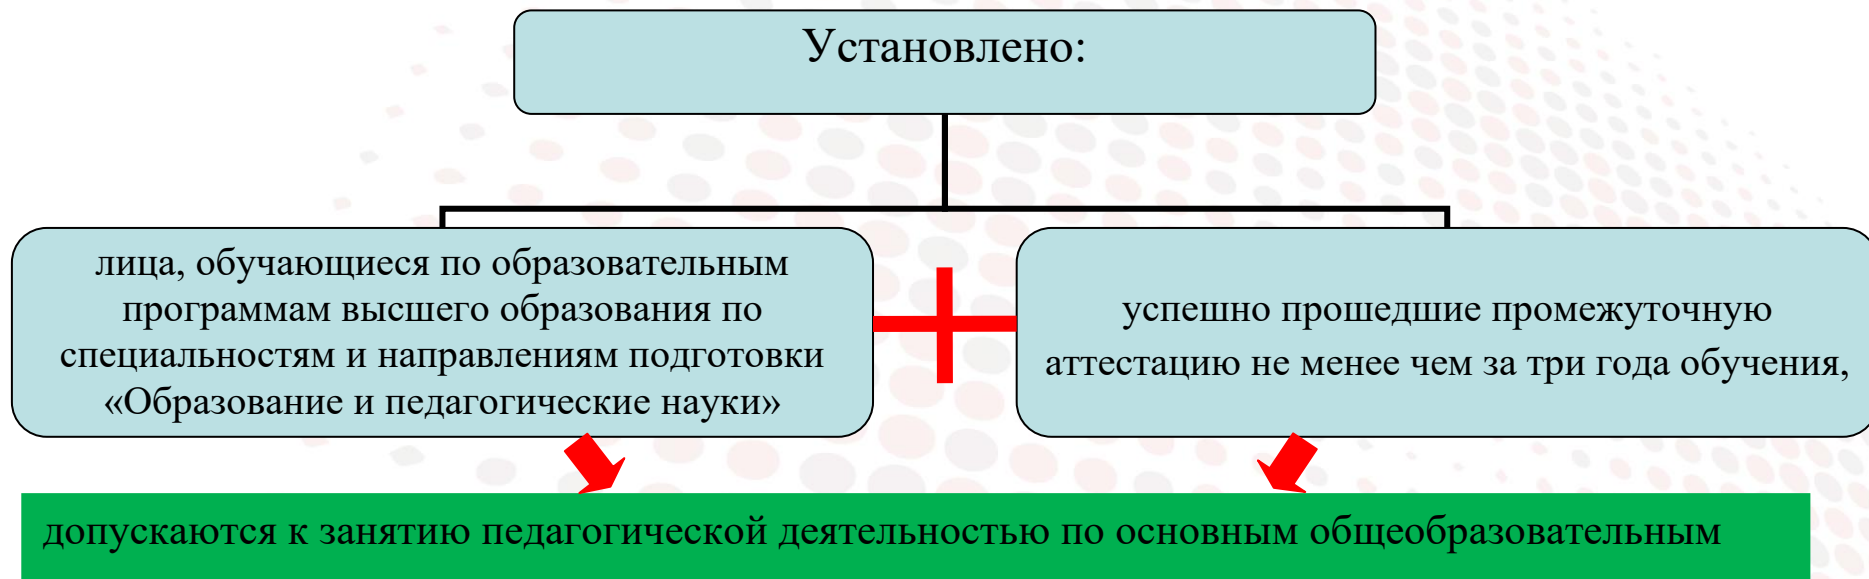 Установлено:
лица, обучающиеся по образовательным
программам высшего образования по
специальностям и направлениям подготовки
«Образование и педагогические науки»
успешно прошедшие промежуточную
аттестацию не менее чем за три года обучения,
допускаются к занятию педагогической деятельностью по основным общеобразовательным